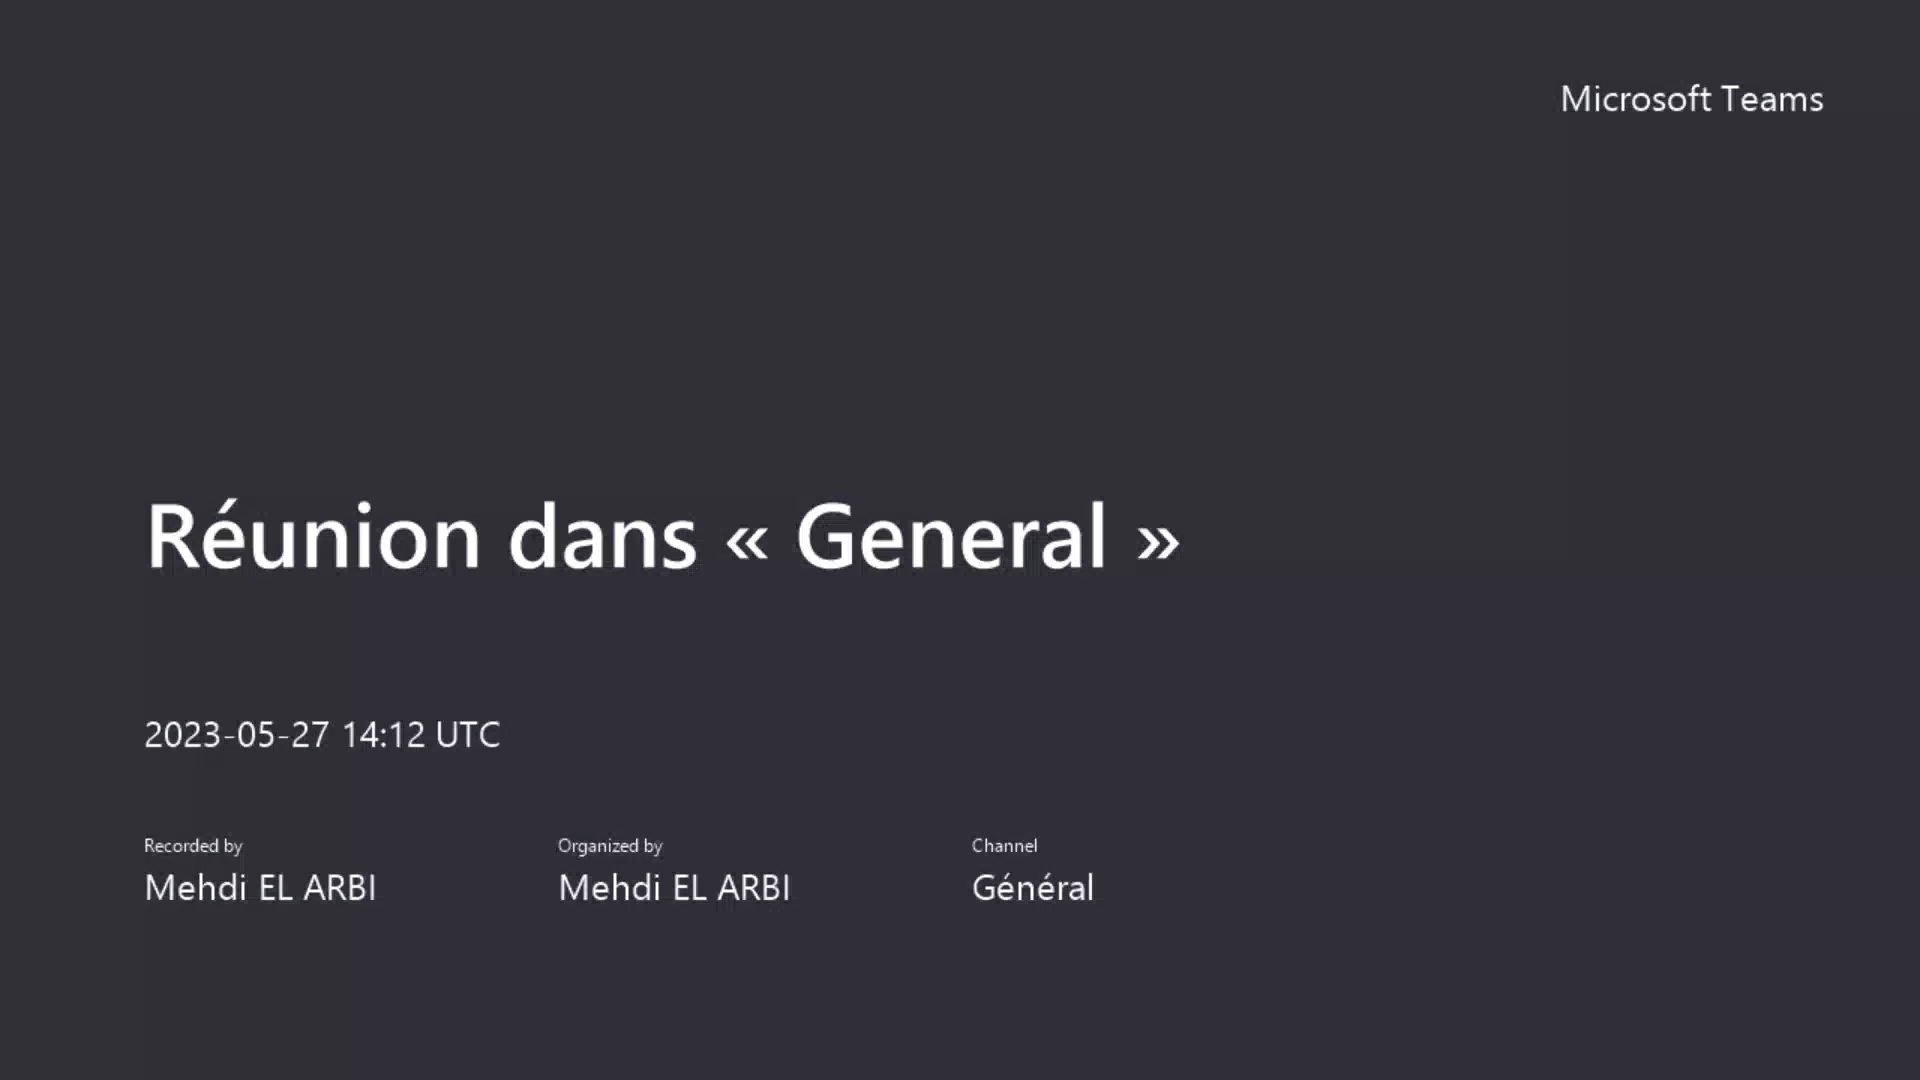 Microsoft Teams
Réunion dans « General »
2023-05-27 14:12 UTC
Recorded by
Mehdi EL ARBI
Organized by
Mehdi EL ARBI
Channel
Général